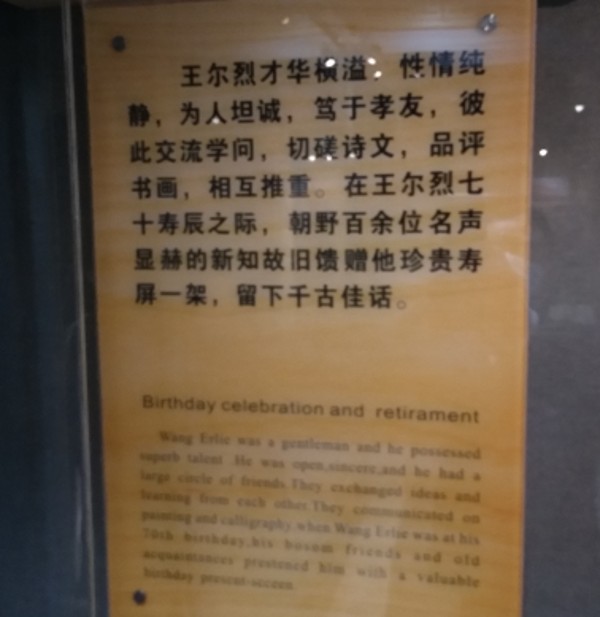 王尔烈才华横溢，性情纯
静，为人坦诚，笃于孝友，彼
此交流学问，切磋诗文，品评
书画，相互推重。在王尔烈七
十寿辰之际，朝野百余位名声
显赫的新知故旧馈赠他珍贵寿
屏一架，留下千古佳话。
Birthday celebration and retirament
Wang Erlie was a gentleman and he possessed
superb talent .He was open,sincere,and he had a
large circle of friends.They exchanged ideas and
learning from each other.They communicated on
painting and calligraphy when Wang Erlie was at his
70th birthday,his bosom friends and old
acquaintances prestened him with a valuable
birthday present-screen